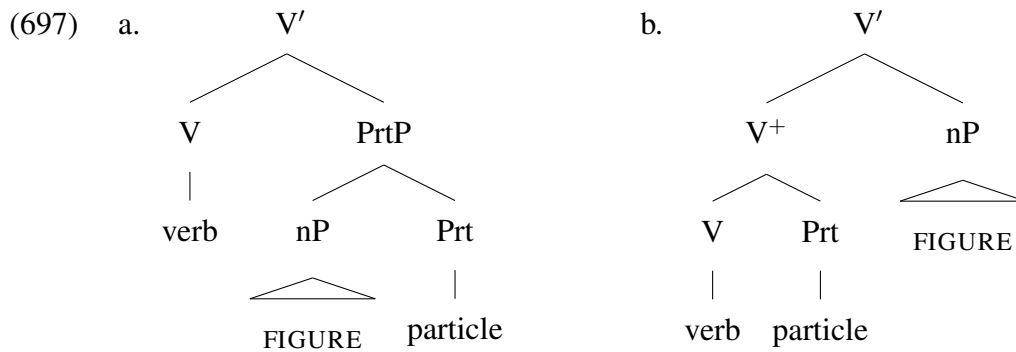 (697) a. V′ b. V′
V PrtP V+ nP
verb nP Prt V Prt FIGURE
FIGURE particle verb particle